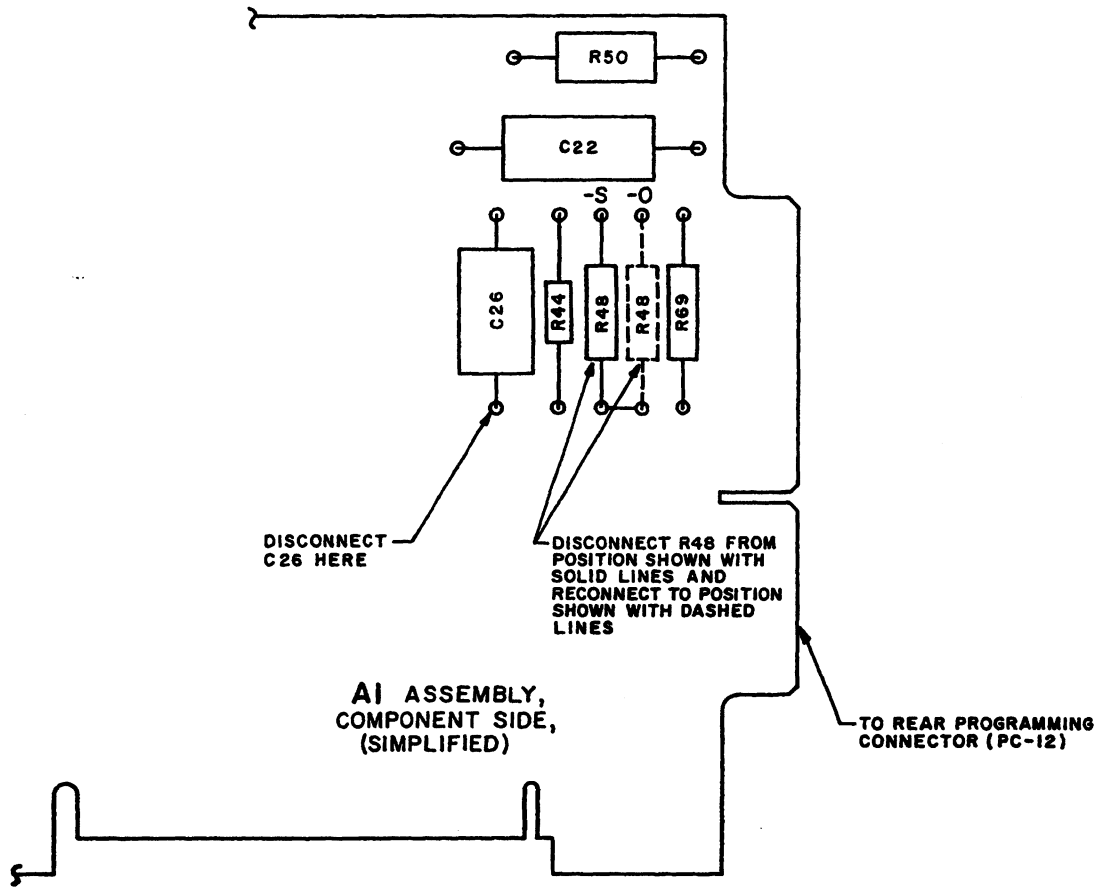 R50
C22
-S -O
C26
R44
R48
R48
R69
DISCONNECT
C26 HERE
DISCONNECT R48 FROM
POSITION SHOWN WITH
SOLID LINES AND
RECONNECT TO POSITION
SHOWN WITH DASHED
LINES
A1 ASSEMBLY,
COMPONENT SIDE,
(SIMPLIFIED)
TO REAR PROGRAMMING
CONNECTOR (PC-12)